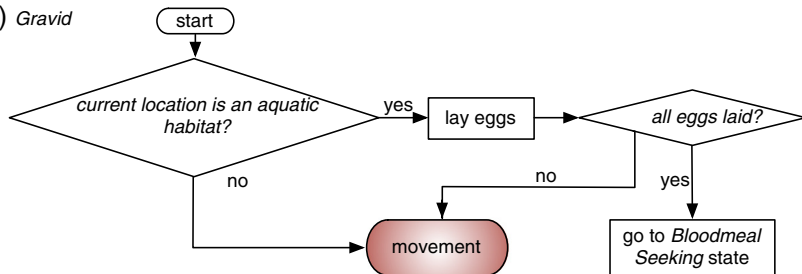 ) Gravid
start
current location is an aquatic
habitat?
yes
lay eggs
all eggs laid?
no
no
yes
movement
go to Bloodmeal
Seeking state